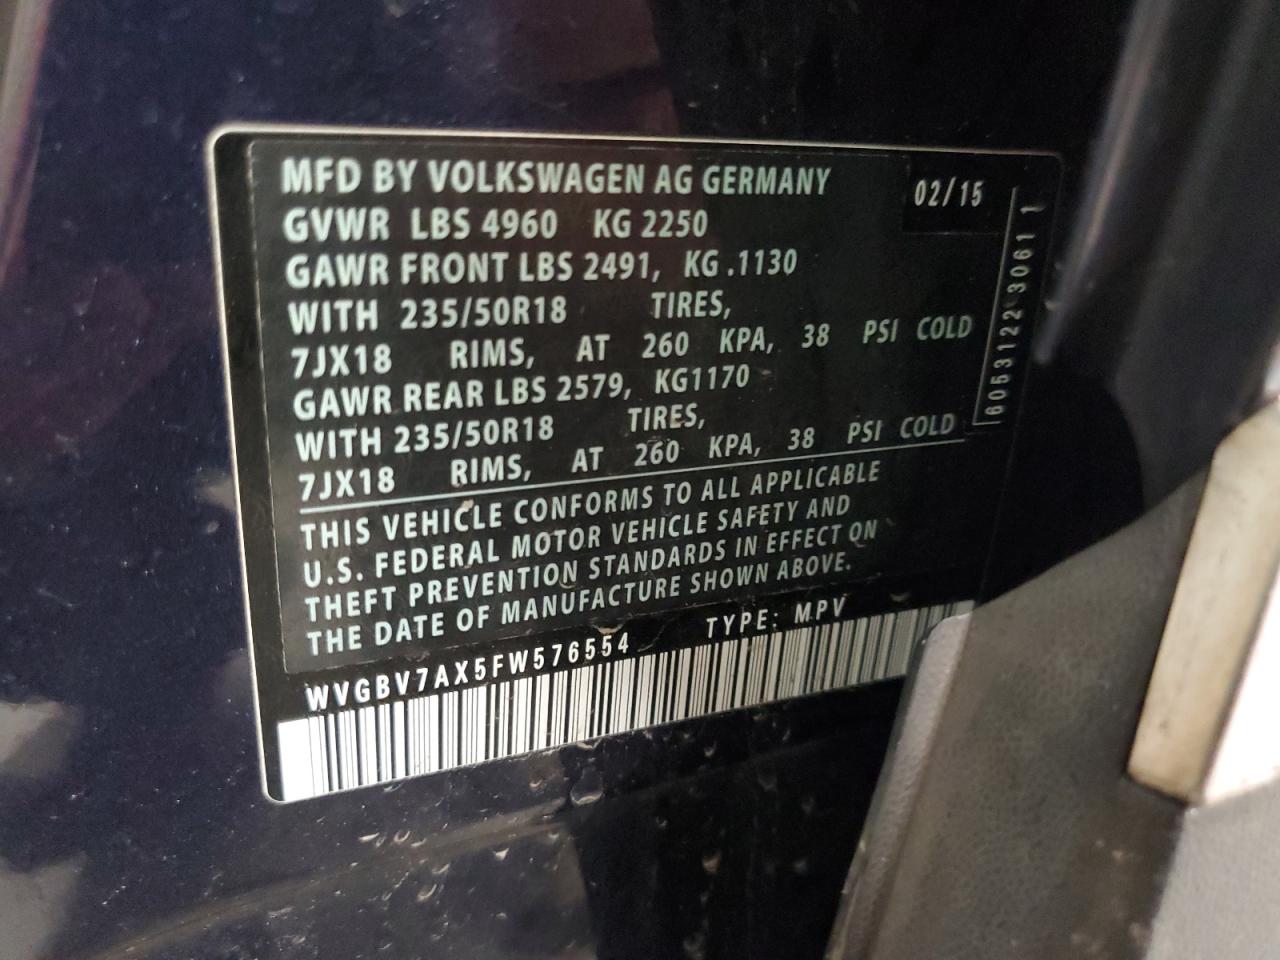 MFD BY VOLKSWAGEN AG GERMANY 02/15
GVWR LBS 4960 KG 2250
GAWR FRONT LBS 2491, KG .1130
WITH 235/50R18 TIRES,
7JX18 RIMS, AT 260 KPA, 38 PSI COLD
GAWR REAR LBS 2579, KG1170
WITH 235/50R18 TIRES,
7JX18 RIMS, AT 260 KPA, 38 PSI COLD
THIS VEHICLE CONFORMS TO ALL APPLICABLE
U.S. FEDERAL MOTOR VEHICLE SAFETY AND
THEFT PREVENTION STANDARDS IN EFFECT ON
THE DATE OF MANUFACTURE SHOWN ABOVE.
WVGBV7AX5FW576554 TYPE: MPV
6053122 3061 1